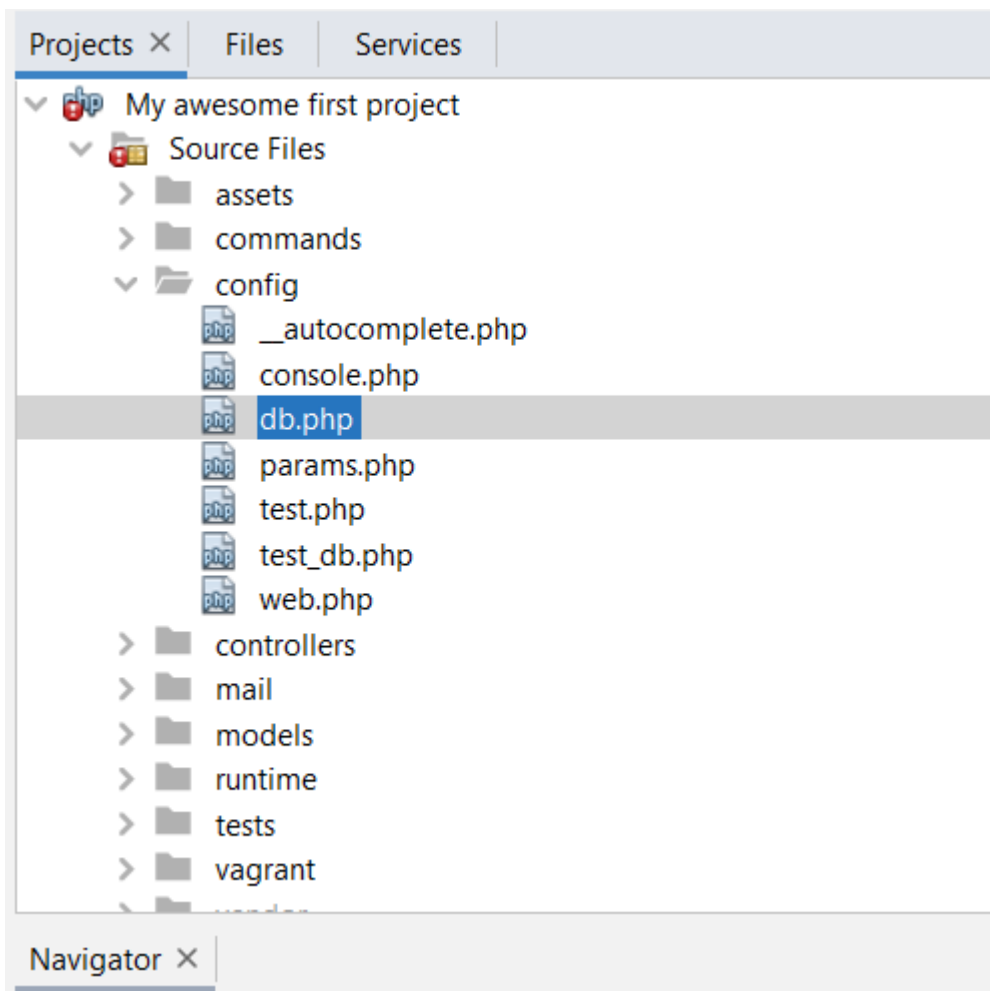 Projects Files Services
My awesome first project
Source Files
assets
commands
config
__autocomplete.php
console.php
db.php
params.php
test.php
test_db.php
web.php
controllers
mail
models
runtime
tests
vagrant
Navigator